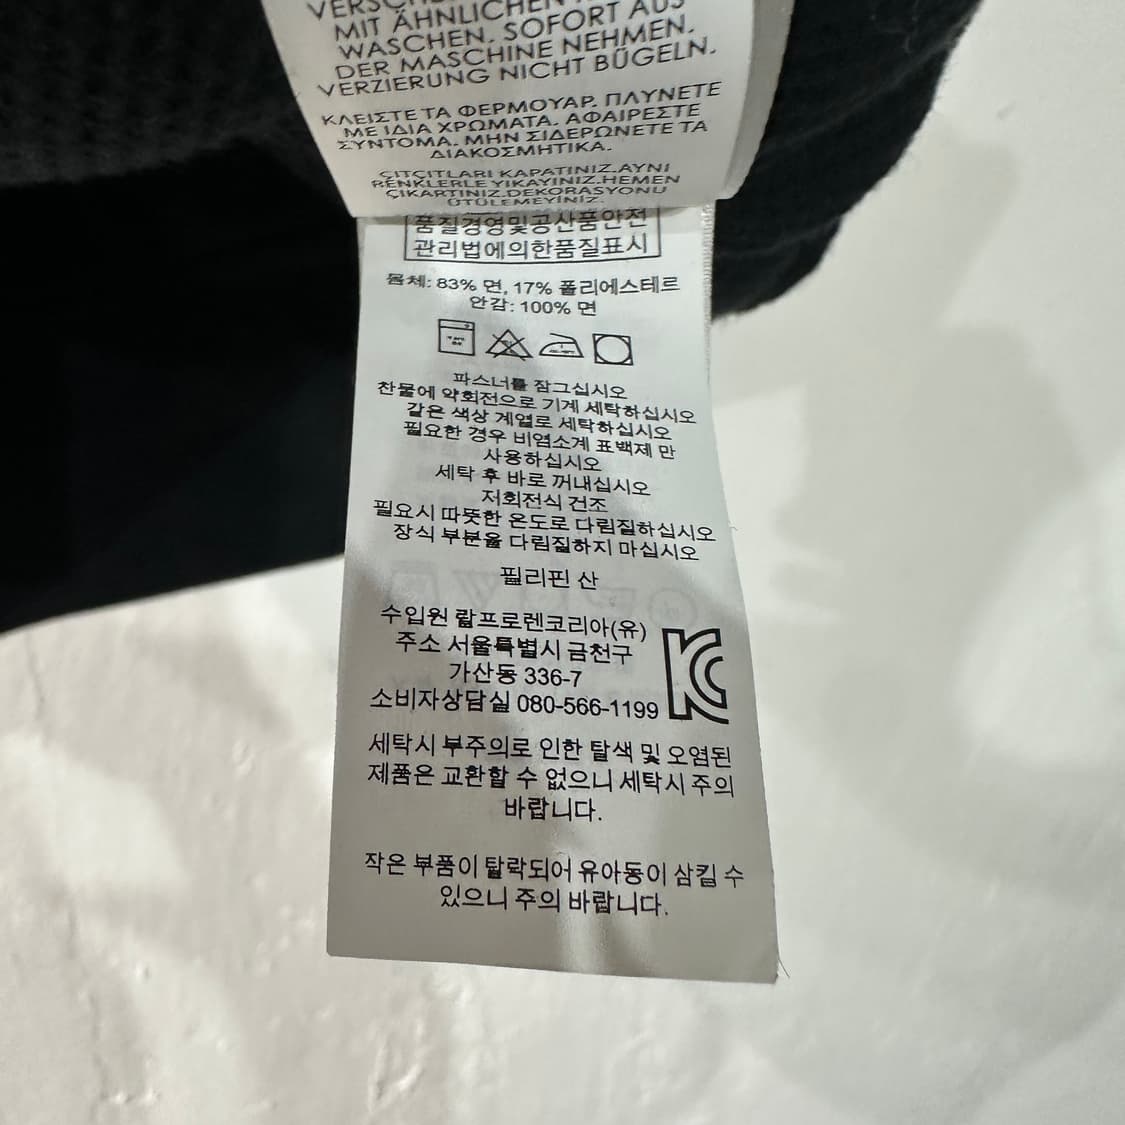 MIT ÄHNLICHEN
WASCHEN. SOFORT AUS
DER MASCHINE NEHMEN.
VERZIERUNG NICHT BÜGELN.
ΚΛΕΙΣΤΕ ΤΑ ΦΕΡΜΟΥΑΡ. ΠΛΥΝΕΤΕ
ΜΕ ΙΔΙΑ ΧΡΩΜΑΤΑ. ΑΦΑΙΡΕΣΤΕ
ΣΥΝΤΟΜΑ. ΜΗΝ ΣΙΔΕΡΩΝΕΤΕ ΤΑ
ΔΙΑΚΟΣΜΗΤΙΚΑ.
ÇITÇITLARI KAPATINIZ.AYNI
RENKLERLE YIKAYINIZ.HEMEN
ÇIKARTINIZ.DEKORASYONU
ÜTÜLEMEYİNİZ.
품질경영및공산품안전
관리법에의한품질표시
몸체: 83% 면, 17% 폴리에스테르
안감: 100% 면
파스너를 잠그십시오
찬물에 약회전으로 기계 세탁하십시오
같은 색상 계열로 세탁하십시오
필요한 경우 비염소계 표백제 만
사용하십시오
세탁 후 바로 꺼내십시오
저회전식 건조
필요시 따뜻한 온도로 다림질하십시오
장식 부분을 다림질하지 마십시오
필리핀 산
수입원 랄프로렌코리아(유)
주소 서울특별시 금천구
가산동 336-7
소비자상담실 080-566-1199
세탁시 부주의로 인한 탈색 및 오염된
제품은 교환할 수 없으니 세탁시 주의
바랍니다.
작은 부품이 탈락되어 유아동이 삼킬 수
있으니 주의 바랍니다.